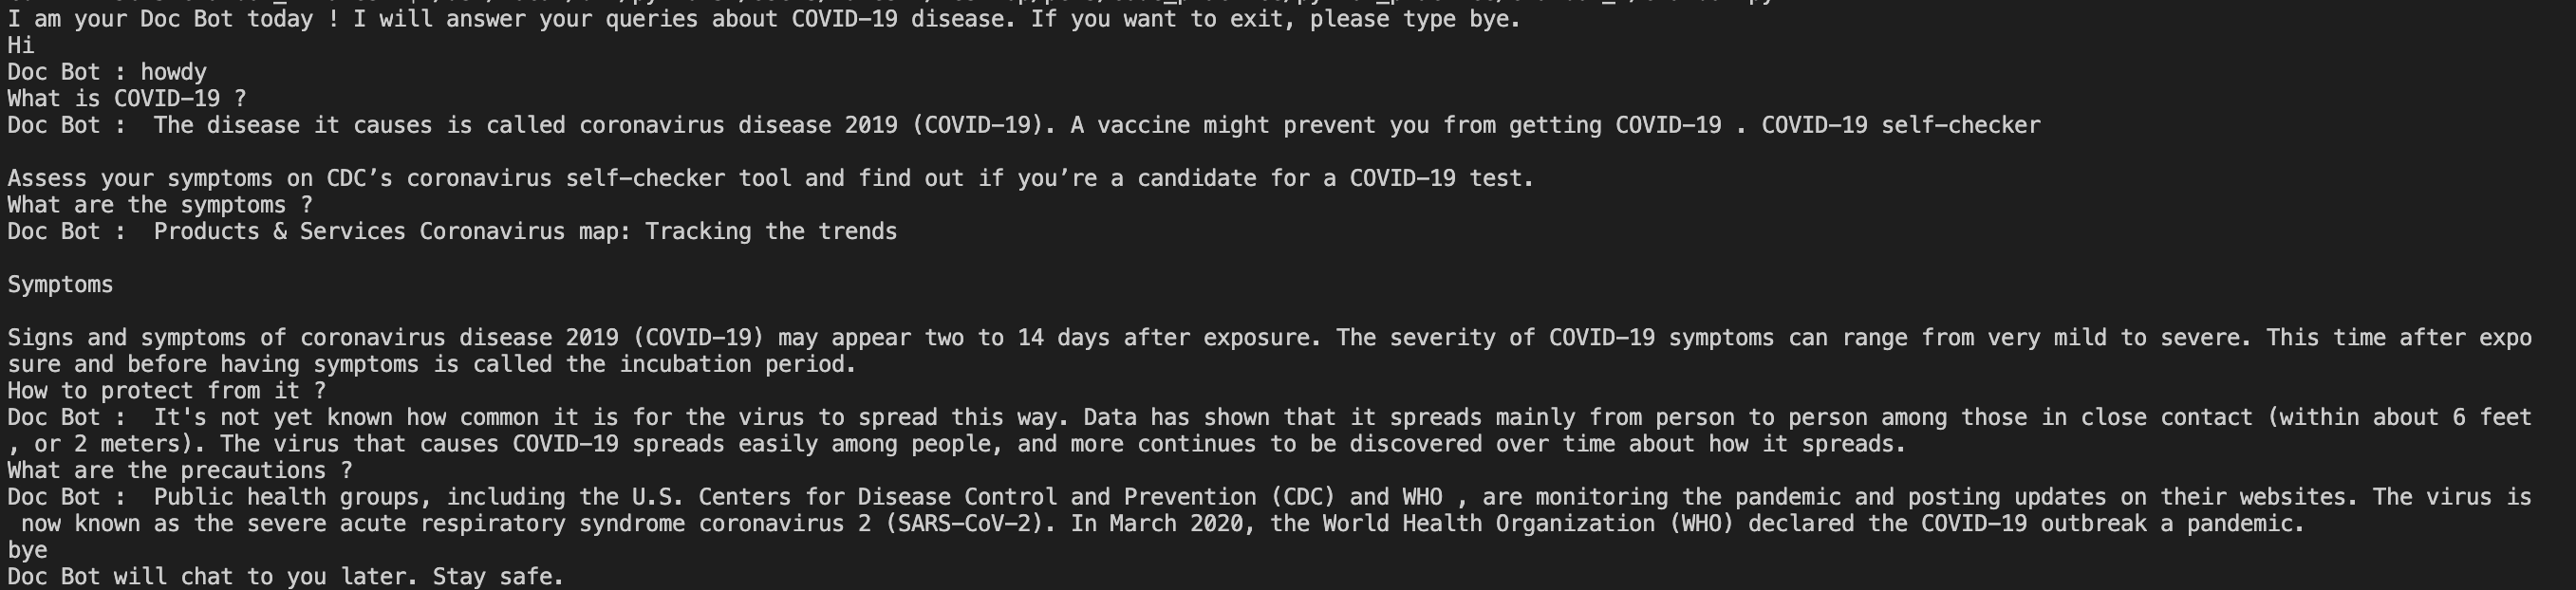 I am your Doc Bot today ! I will answer your queries about COVID-19 disease. If you want to exit, please type bye.
Hi
Doc Bot : howdy
What is COVID-19 ?
Doc Bot :  The disease it causes is called coronavirus disease 2019 (COVID-19). A vaccine might prevent you from getting COVID-19 . COVID-19 self-checker
Assess your symptoms on CDC’s coronavirus self-checker tool and find out if you’re a candidate for a COVID-19 test.
What are the symptoms ?
Doc Bot :  Products & Services Coronavirus map: Tracking the trends
Symptoms
Signs and symptoms of coronavirus disease 2019 (COVID-19) may appear two to 14 days after exposure. The severity of COVID-19 symptoms can range from very mild to severe. This time after expo
sure and before having symptoms is called the incubation period.
How to protect from it ?
Doc Bot :  It's not yet known how common it is for the virus to spread this way. Data has shown that it spreads mainly from person to person among those in close contact (within about 6 feet
, or 2 meters). The virus that causes COVID-19 spreads easily among people, and more continues to be discovered over time about how it spreads.
What are the precautions ?
Doc Bot :  Public health groups, including the U.S. Centers for Disease Control and Prevention (CDC) and WHO , are monitoring the pandemic and posting updates on their websites. The virus is
 now known as the severe acute respiratory syndrome coronavirus 2 (SARS-CoV-2). In March 2020, the World Health Organization (WHO) declared the COVID-19 outbreak a pandemic.
bye
Doc Bot will chat to you later. Stay safe.